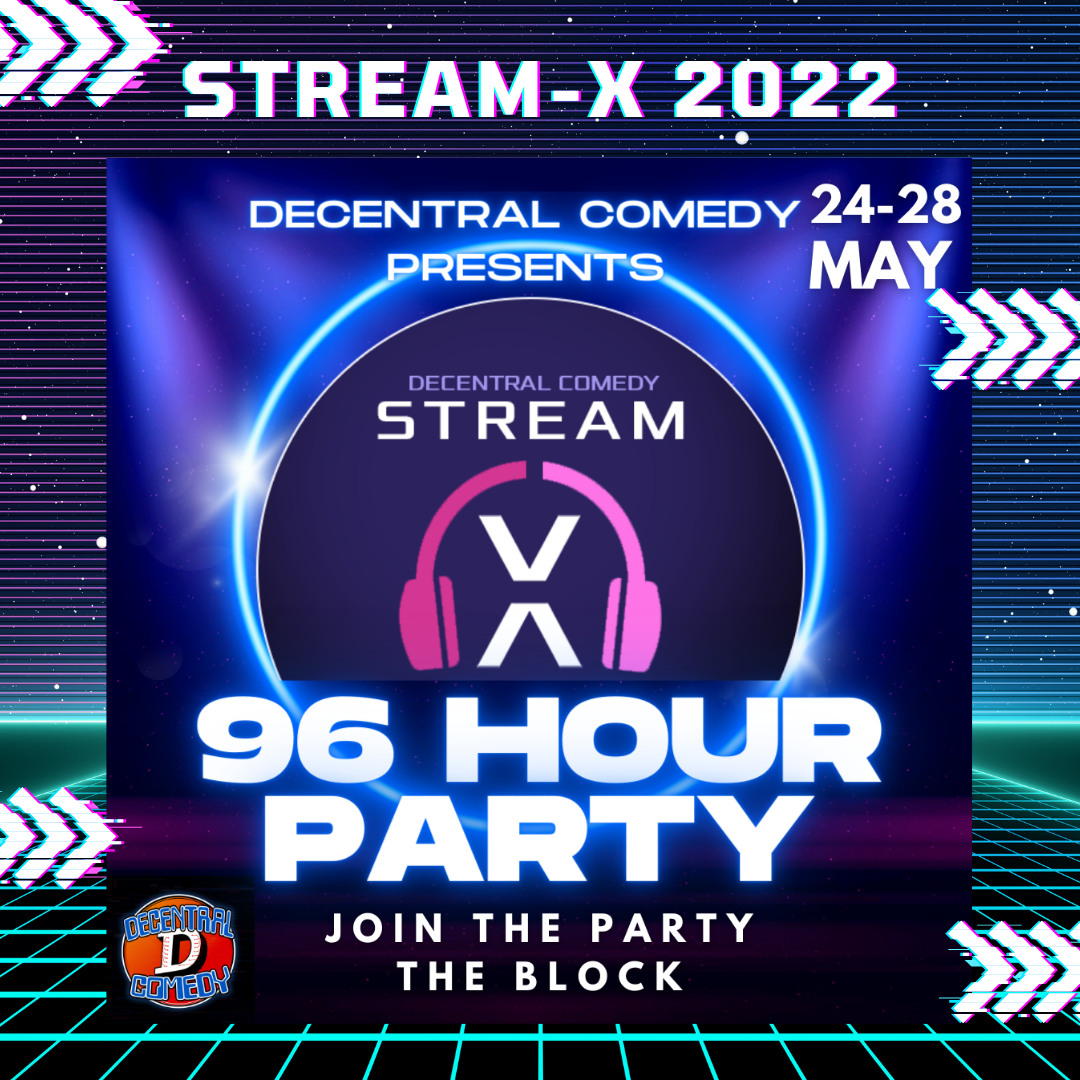 STREAM-X 2022
DECENTRAL COMEDY
PRESENTS
24-28
MAY
DECENTRAL COMEDY
STREAM
X
96 HOUR
PARTY
JOIN THE PARTY
THE BLOCK
DECENTRAL
D
COMEDY